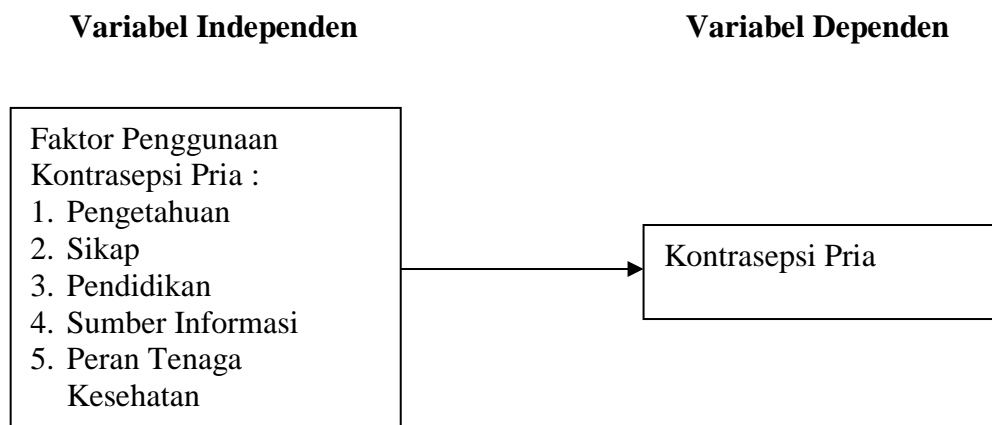 Variabel Independen
Variabel Dependen
Faktor Penggunaan
Kontrasepsi Pria :
1. Pengetahuan
2. Sikap
3. Pendidikan
4. Sumber Informasi
5. Peran Tenaga
Kesehatan
Kontrasepsi Pria